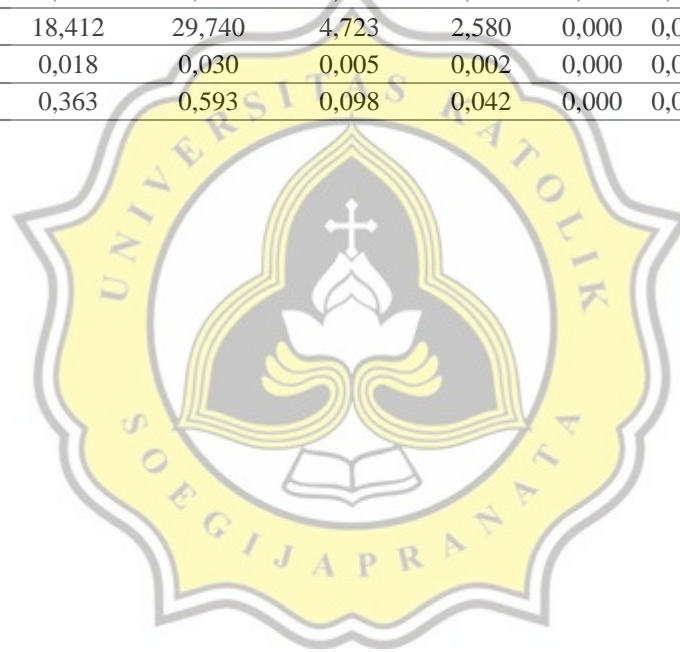 18,412 29,740 4,723 2,580 0,000
0,018 0,030 0,005 0,002 0,000
0,363 0,593 0,098 0,042 0,000
UNIVERSITAS KATOLIK
SOEGIJAPRANATA